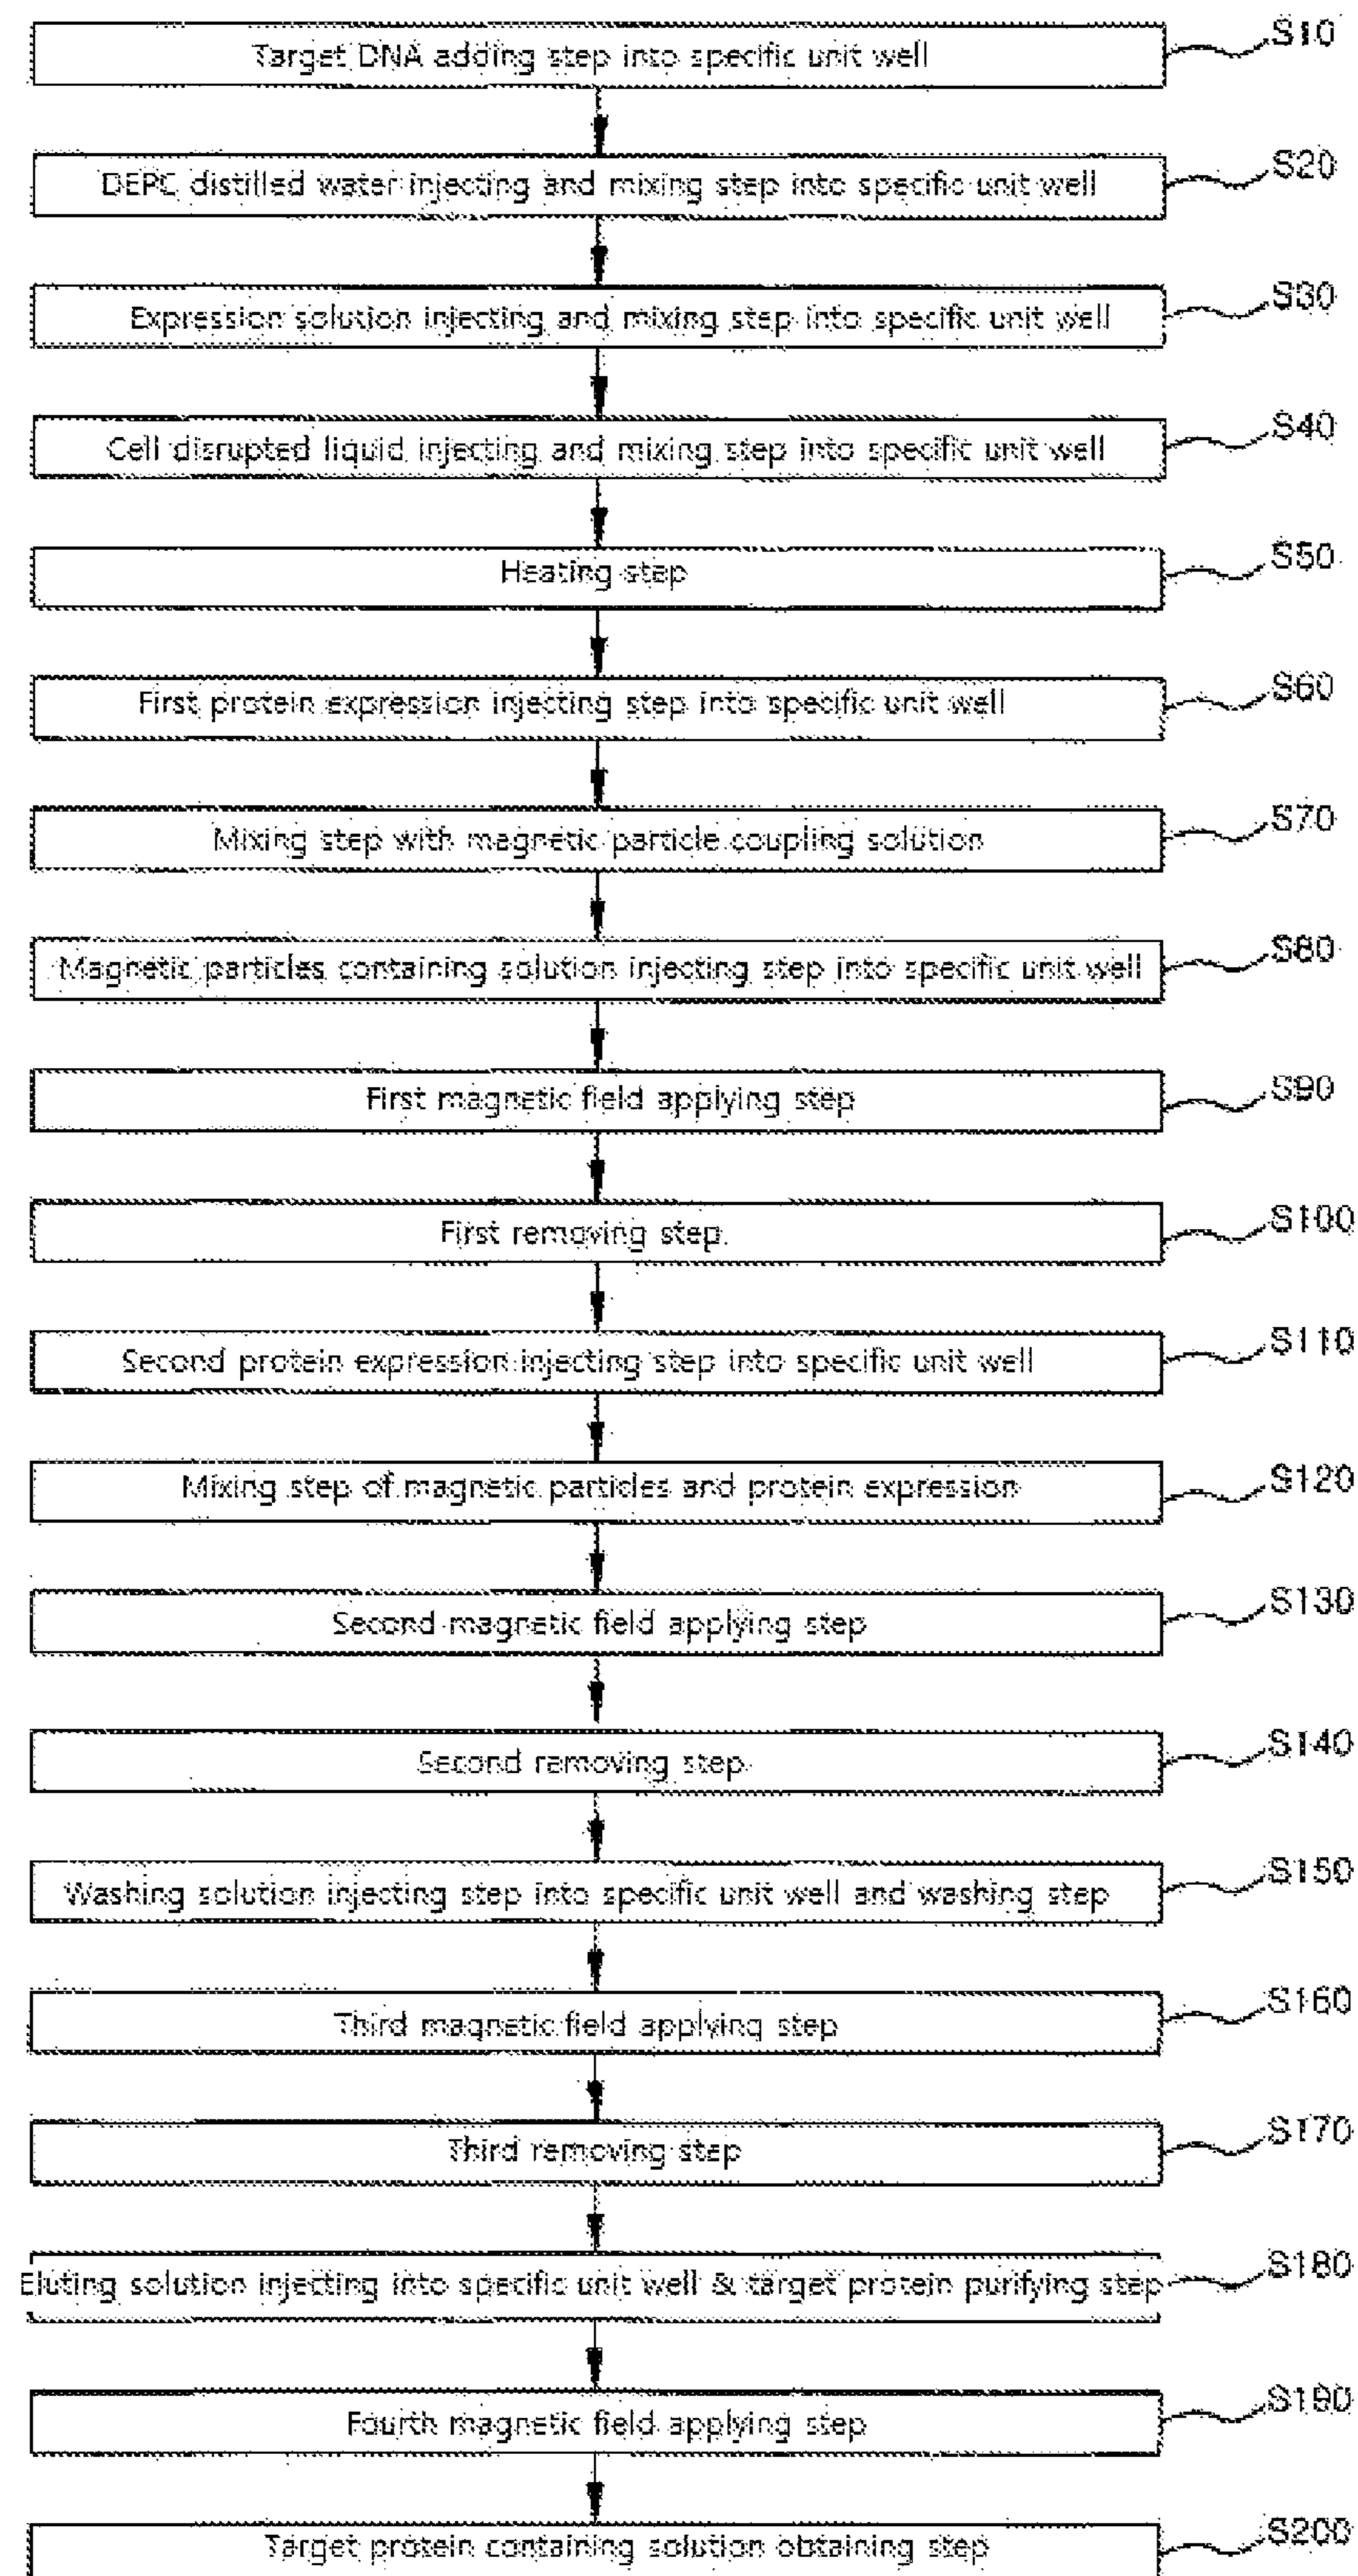 Target DNA adding step into specific unit well S10
DEPC distilled water injecting and mixing step into specific unit well S20
Expression solution injecting and mixing step into specific unit well S30
Cell disrupted liquid injecting and mixing step into specific unit well S40
Heating step S50
First protein expression injecting step into specific unit well S60
Mixing step with magnetic particle coupling solution S70
Magnetic particles containing solution injecting step into specific unit well S80
First magnetic field applying step S90
First removing step S100
Second protein expression injecting step into specific unit well S110
Mixing step of magnetic particles and protein expression S120
Second magnetic field applying step S130
Second removing step S140
Washing solution injecting step into specific unit well and washing step S150
Third magnetic field applying step S160
Third removing step S170
Eluting solution injecting into specific unit well & target protein purifying step S180
Fourth magnetic field applying step S190
Target protein containing solution obtaining step S200